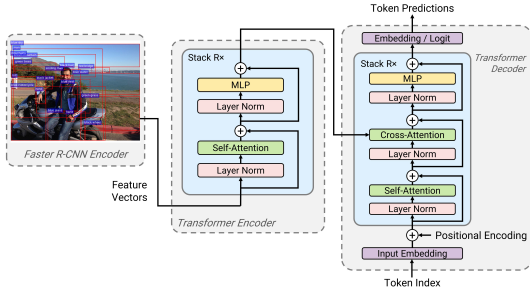 Token Predictions
Embedding / Logit
Transformer
Decoder
Stack R×
MLP
Layer Norm
Cross-Attention
Layer Norm
Self-Attention
Layer Norm
Positional Encoding
Input Embedding
Token Index
Stack R×
MLP
Layer Norm
Self-Attention
Layer Norm
Transformer Encoder
Faster R-CNN Encoder
Feature
Vectors